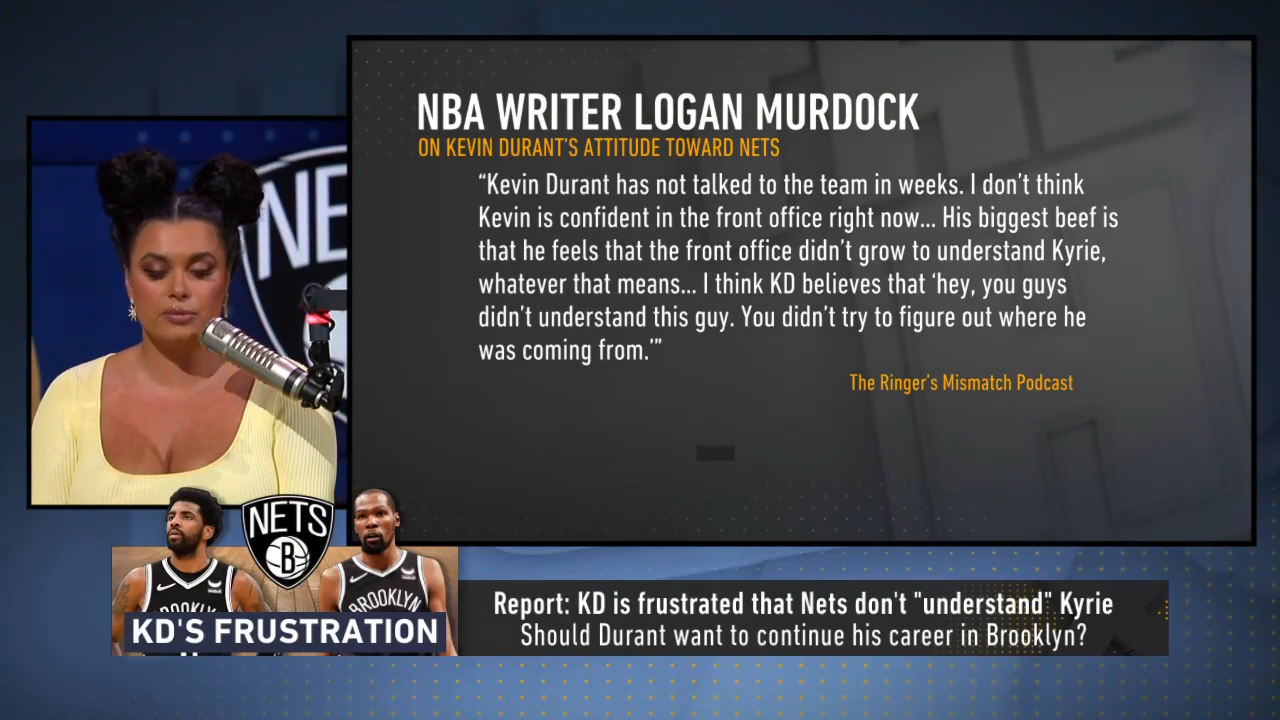 NBA WRITER LOGAN MURDOCK
ON KEVIN DURANT'S ATTITUDE TOWARD NETS
“Kevin Durant has not talked to the team in weeks. I don't think
Kevin is confident in the front office right now... His biggest beef is
that he feels that the front office didn't grow to understand Kyrie,
whatever that means... I think KD believes that ‘hey, you guys
didn't understand this guy. You didn't try to figure out where he
was coming from.’”
The Ringer's Mismatch Podcast
NE
NETS
B
BROOKLYN
BROOKLYN
KD'S FRUSTRATION
Report: KD is frustrated that Nets don't "understand" Kyrie
Should Durant want to continue his career in Brooklyn?